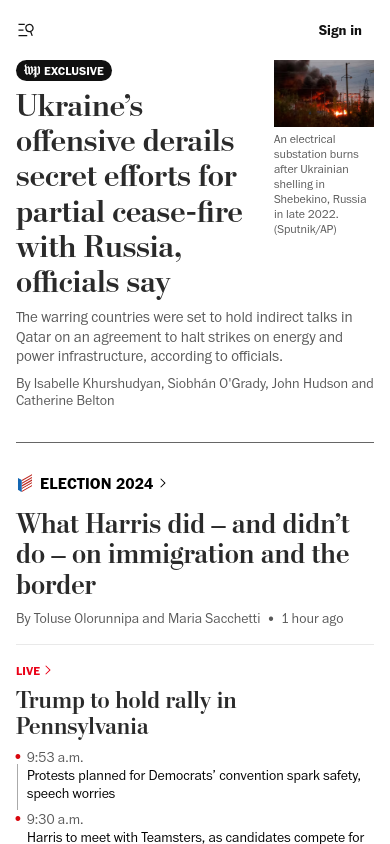 Sign in
wp EXCLUSIVE
Ukraine’s
offensive derails
secret efforts for
partial cease-fire
with Russia,
officials say
An electrical
substation burns
after Ukrainian
shelling in
Shebekino, Russia
in late 2022.
(Sputnik/AP)
The warring countries were set to hold indirect talks in
Qatar on an agreement to halt strikes on energy and
power infrastructure, according to officials.
By Isabelle Khurshudyan, Siobhán O'Grady, John Hudson and
Catherine Belton
ELECTION 2024
What Harris did – and didn’t
do – on immigration and the
border
By Toluse Olorunnipa and Maria Sacchetti • 1 hour ago
LIVE
Trump to hold rally in
Pennsylvania
9:53 a.m.
Protests planned for Democrats’ convention spark safety,
speech worries
9:30 a.m.
Harris to meet with Teamsters, as candidates compete for